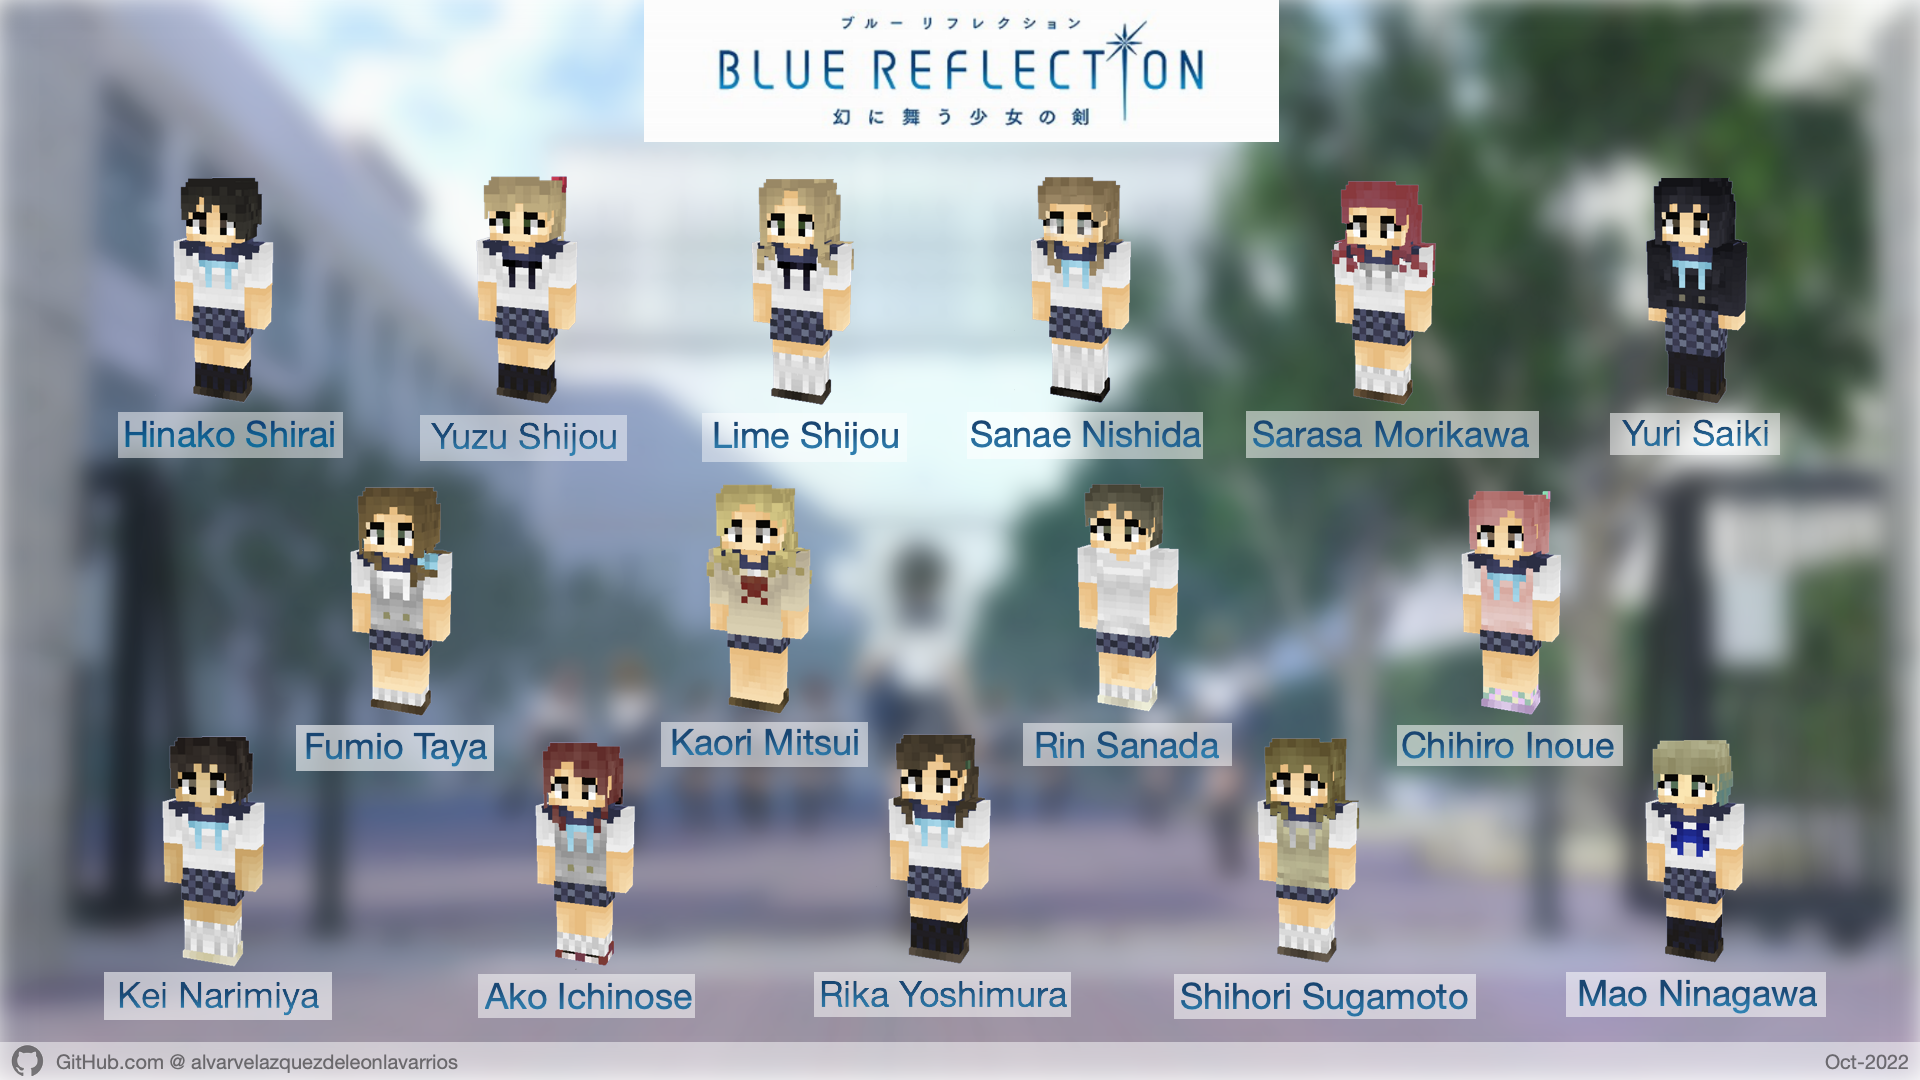 ブルー リフレクション
BLUE REFLECTION
幻に舞う少女の剣
Hinako Shirai
Yuzu Shijou
Lime Shijou
Sanae Nishida
Sarasa Morikawa
Yuri Saiki
Fumio Taya
Kaori Mitsui
Rin Sanada
Chihiro Inoue
Kei Narimiya
Ako Ichinose
Rika Yoshimura
Shihori Sugamoto
Mao Ninagawa
GitHub.com @ alvarvelazquezdeleonlavarrios
Oct-2022